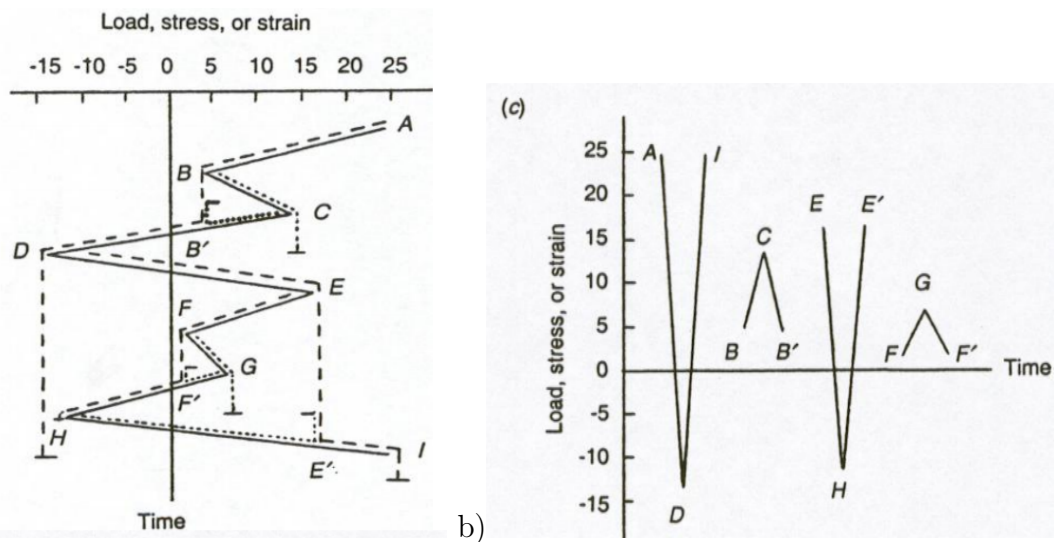 Load, stress, or strain
-15 -10 -5 0 5 10 15 20 25
A
B
C
B′
D
E
F
G
F′
H
I
E′
Time
b)
(c)
Load, stress, or strain
25
20
15
10
5
0
-5
-10
-15
A I
E E′
C
G
B B′
F F′
Time
H
D